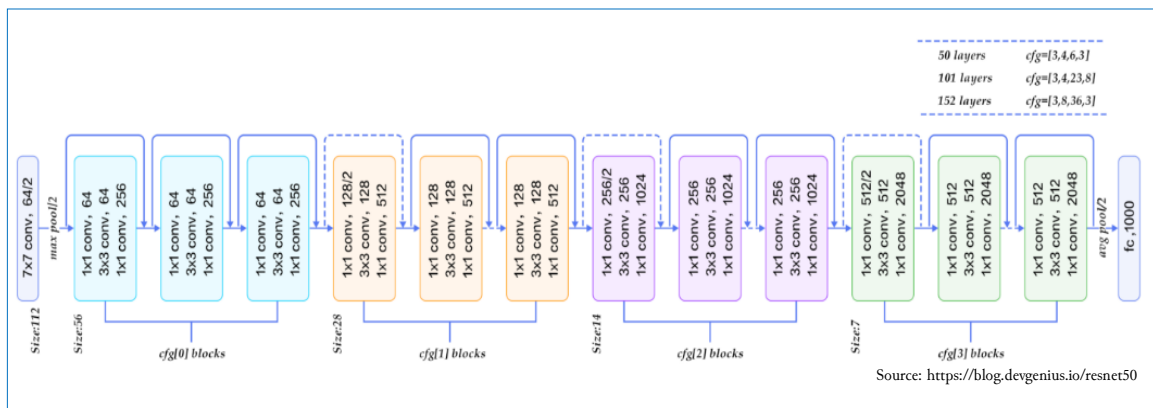 50 layers cfg=[3,4,6,3]
101 layers cfg=[3,4,23,8]
152 layers cfg=[3,8,36,3]
7x7 conv, 64/2
max pool/2
1x1 conv, 64
3x3 conv, 64
1x1 conv, 256
1x1 conv, 64
3x3 conv, 64
1x1 conv, 256
1x1 conv, 64
3x3 conv, 64
1x1 conv, 256
1x1 conv, 128/2
3x3 conv, 128
1x1 conv, 512
1x1 conv, 128
3x3 conv, 128
1x1 conv, 512
1x1 conv, 128
3x3 conv, 128
1x1 conv, 512
1x1 conv, 256/2
3x3 conv, 256
1x1 conv, 1024
1x1 conv, 256
3x3 conv, 256
1x1 conv, 1024
1x1 conv, 256
3x3 conv, 256
1x1 conv, 1024
1x1 conv, 512/2
3x3 conv, 512
1x1 conv, 2048
1x1 conv, 512
3x3 conv, 512
1x1 conv, 2048
1x1 conv, 512
3x3 conv, 512
1x1 conv, 2048
avg pool/2
fc ,1000
Size:112
Size:56
Size:28
Size:14
Size:7
cfg[0] blocks
cfg[1] blocks
cfg[2] blocks
cfg[3] blocks
Source: https://blog.devgenius.io/resnet50